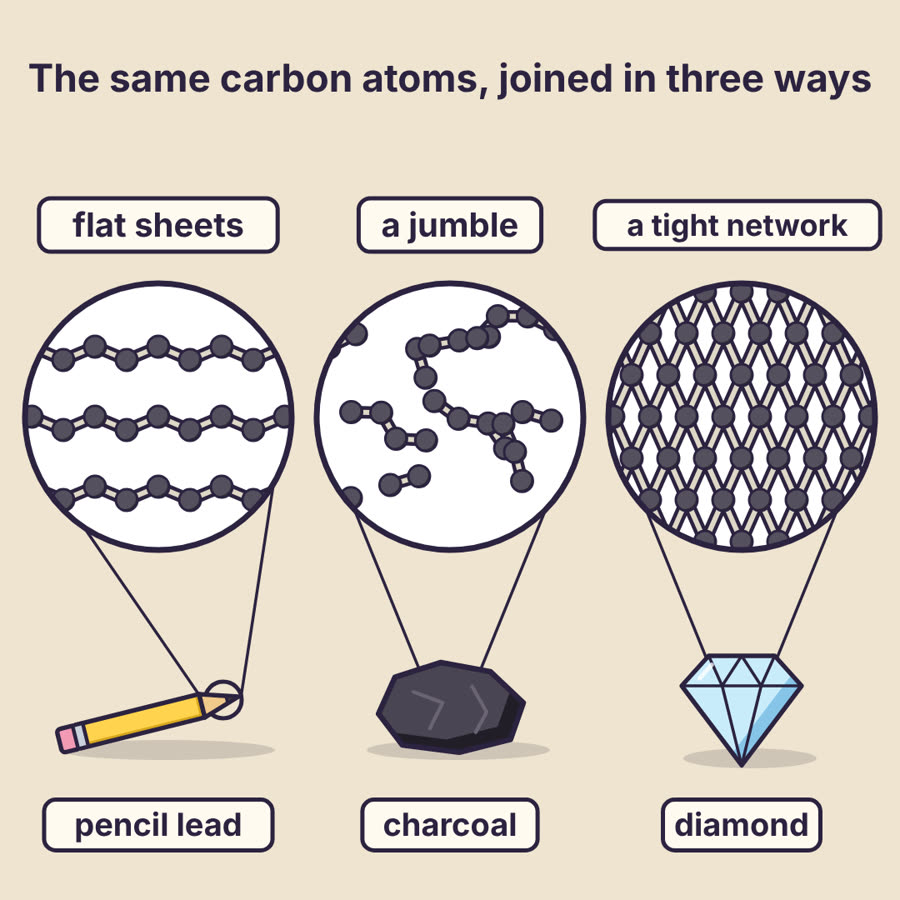 The same carbon atoms, joined in three ways
flat sheets
a jumble
a tight network
pencil lead
charcoal
diamond